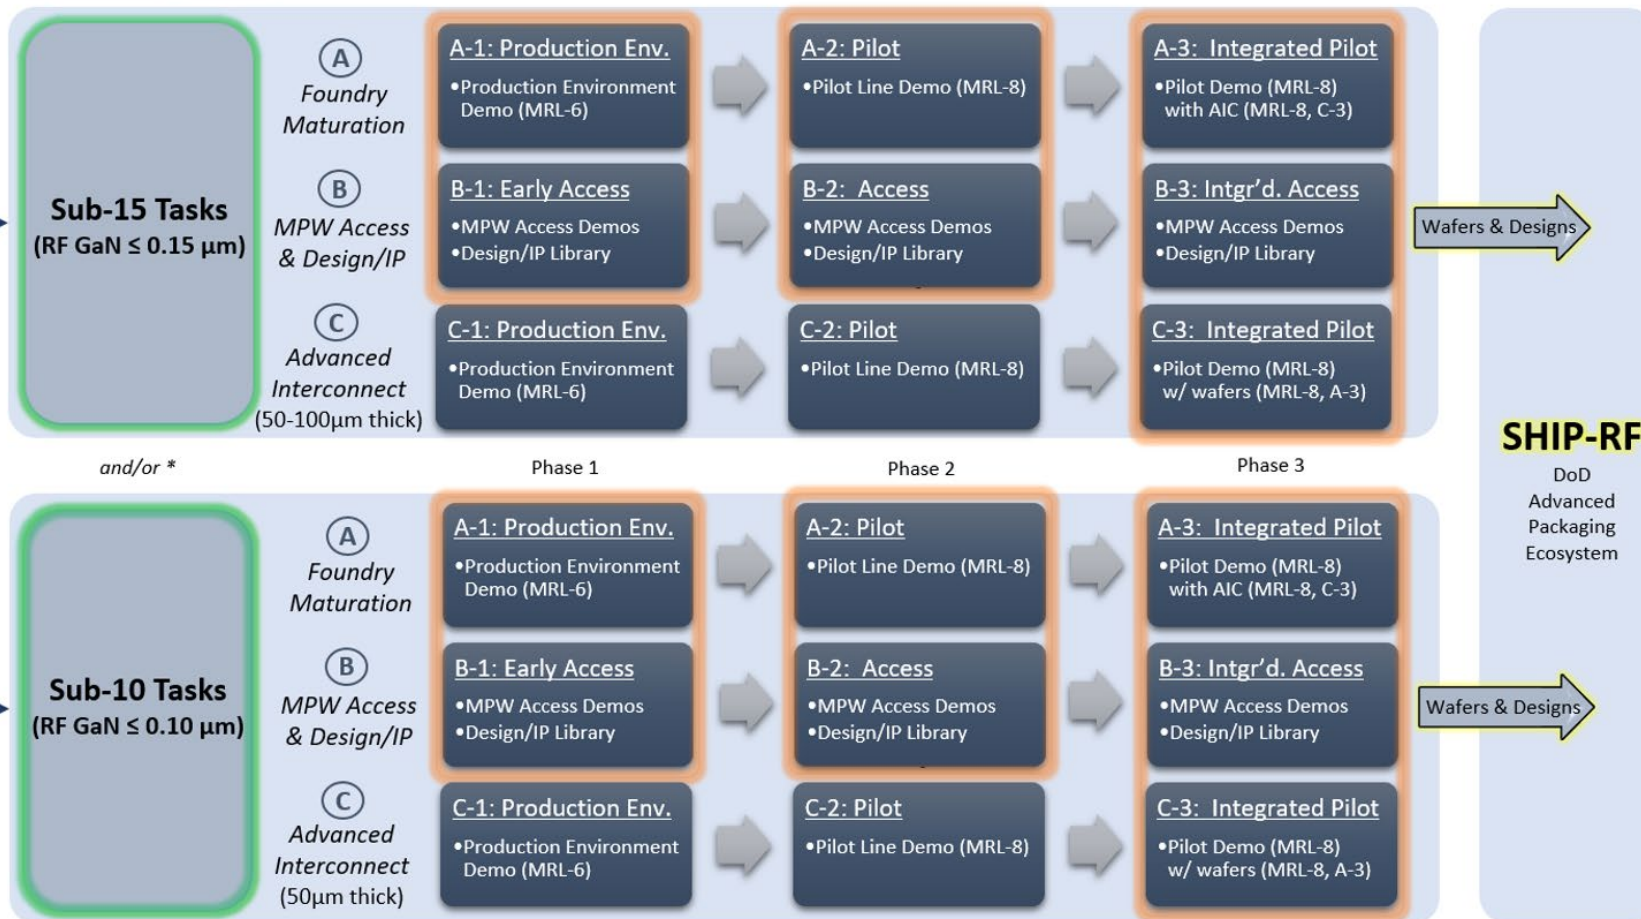 Sub-15 Tasks
(RF GaN ≤ 0.15 µm)
A
Foundry
Maturation
A-1: Production Env.
•Production Environment
Demo (MRL-6)
A-2: Pilot
•Pilot Line Demo (MRL-8)
A-3: Integrated Pilot
•Pilot Demo (MRL-8)
with AIC (MRL-8, C-3)
B
MPW Access
& Design/IP
B-1: Early Access
•MPW Access Demos
•Design/IP Library
B-2: Access
•MPW Access Demos
•Design/IP Library
B-3: Intgr’d. Access
•MPW Access Demos
•Design/IP Library
C
Advanced
Interconnect
(50-100µm thick)
C-1: Production Env.
•Production Environment
Demo (MRL-6)
C-2: Pilot
•Pilot Line Demo (MRL-8)
C-3: Integrated Pilot
•Pilot Demo (MRL-8)
w/ wafers (MRL-8, A-3)
Wafers & Designs
and/or *
Phase 1
Phase 2
Phase 3
Sub-10 Tasks
(RF GaN ≤ 0.10 µm)
A
Foundry
Maturation
A-1: Production Env.
•Production Environment
Demo (MRL-6)
A-2: Pilot
•Pilot Line Demo (MRL-8)
A-3: Integrated Pilot
•Pilot Demo (MRL-8)
with AIC (MRL-8, C-3)
B
MPW Access
& Design/IP
B-1: Early Access
•MPW Access Demos
•Design/IP Library
B-2: Access
•MPW Access Demos
•Design/IP Library
B-3: Intgr’d. Access
•MPW Access Demos
•Design/IP Library
C
Advanced
Interconnect
(50µm thick)
C-1: Production Env.
•Production Environment
Demo (MRL-6)
C-2: Pilot
•Pilot Line Demo (MRL-8)
C-3: Integrated Pilot
•Pilot Demo (MRL-8)
w/ wafers (MRL-8, A-3)
Wafers & Designs
SHIP-RF
DoD
Advanced
Packaging
Ecosystem